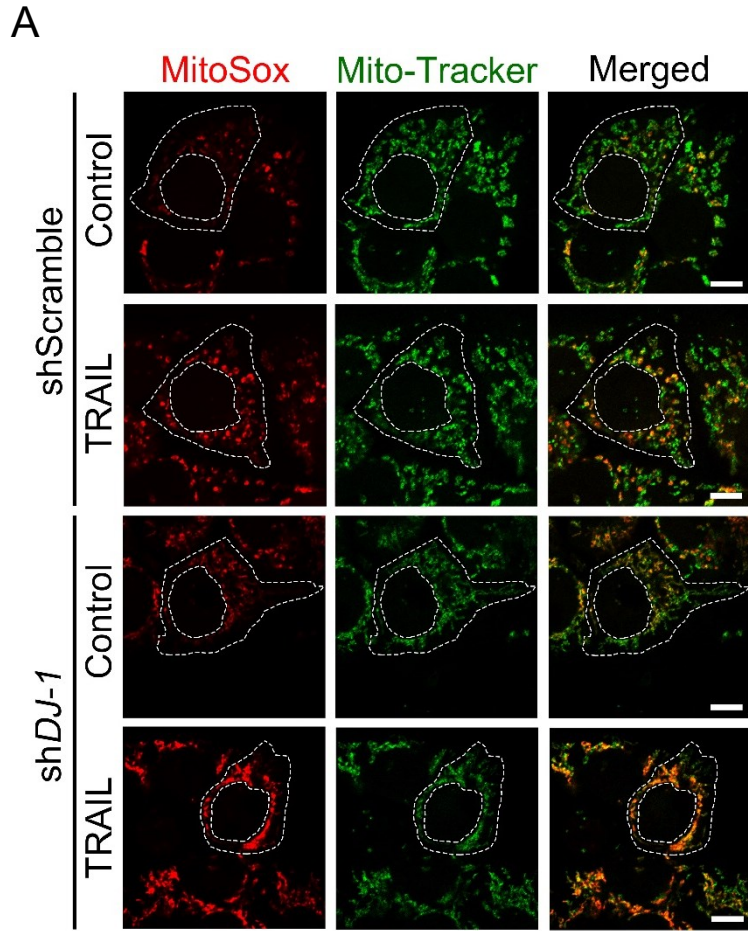 A
MitoSox Mito-Tracker Merged
shScramble
Control
TRAIL
shDJ-1
Control
TRAIL